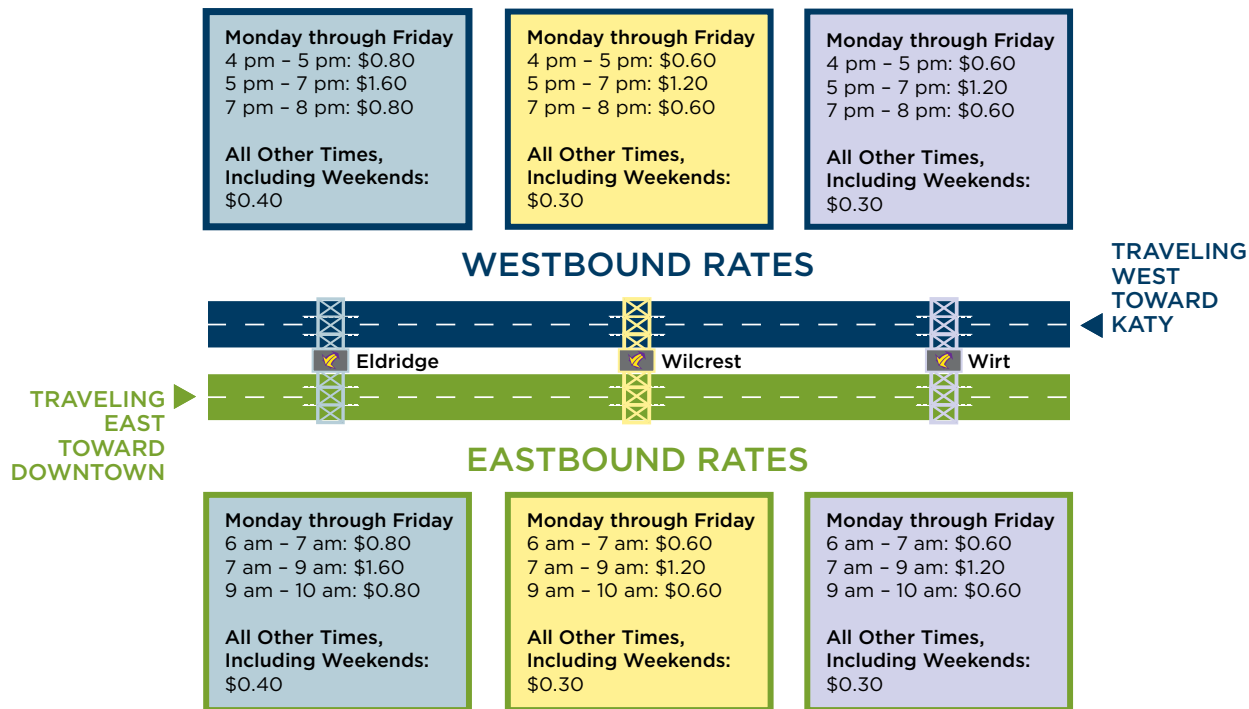 Monday through Friday
4 pm – 5 pm: $0.80
5 pm – 7 pm: $1.60
7 pm – 8 pm: $0.80
All Other Times,
Including Weekends:
$0.40
Monday through Friday
4 pm – 5 pm: $0.60
5 pm – 7 pm: $1.20
7 pm – 8 pm: $0.60
All Other Times,
Including Weekends:
$0.30
Monday through Friday
4 pm – 5 pm: $0.60
5 pm – 7 pm: $1.20
7 pm – 8 pm: $0.60
All Other Times,
Including Weekends:
$0.30
WESTBOUND RATES
TRAVELING
WEST
TOWARD
KATY
Eldridge
Wilcrest
Wirt
TRAVELING
EAST
TOWARD
DOWNTOWN
EASTBOUND RATES
Monday through Friday
6 am – 7 am: $0.80
7 am – 9 am: $1.60
9 am – 10 am: $0.80
All Other Times,
Including Weekends:
$0.40
Monday through Friday
6 am – 7 am: $0.60
7 am – 9 am: $1.20
9 am – 10 am: $0.60
All Other Times,
Including Weekends:
$0.30
Monday through Friday
6 am – 7 am: $0.60
7 am – 9 am: $1.20
9 am – 10 am: $0.60
All Other Times,
Including Weekends:
$0.30